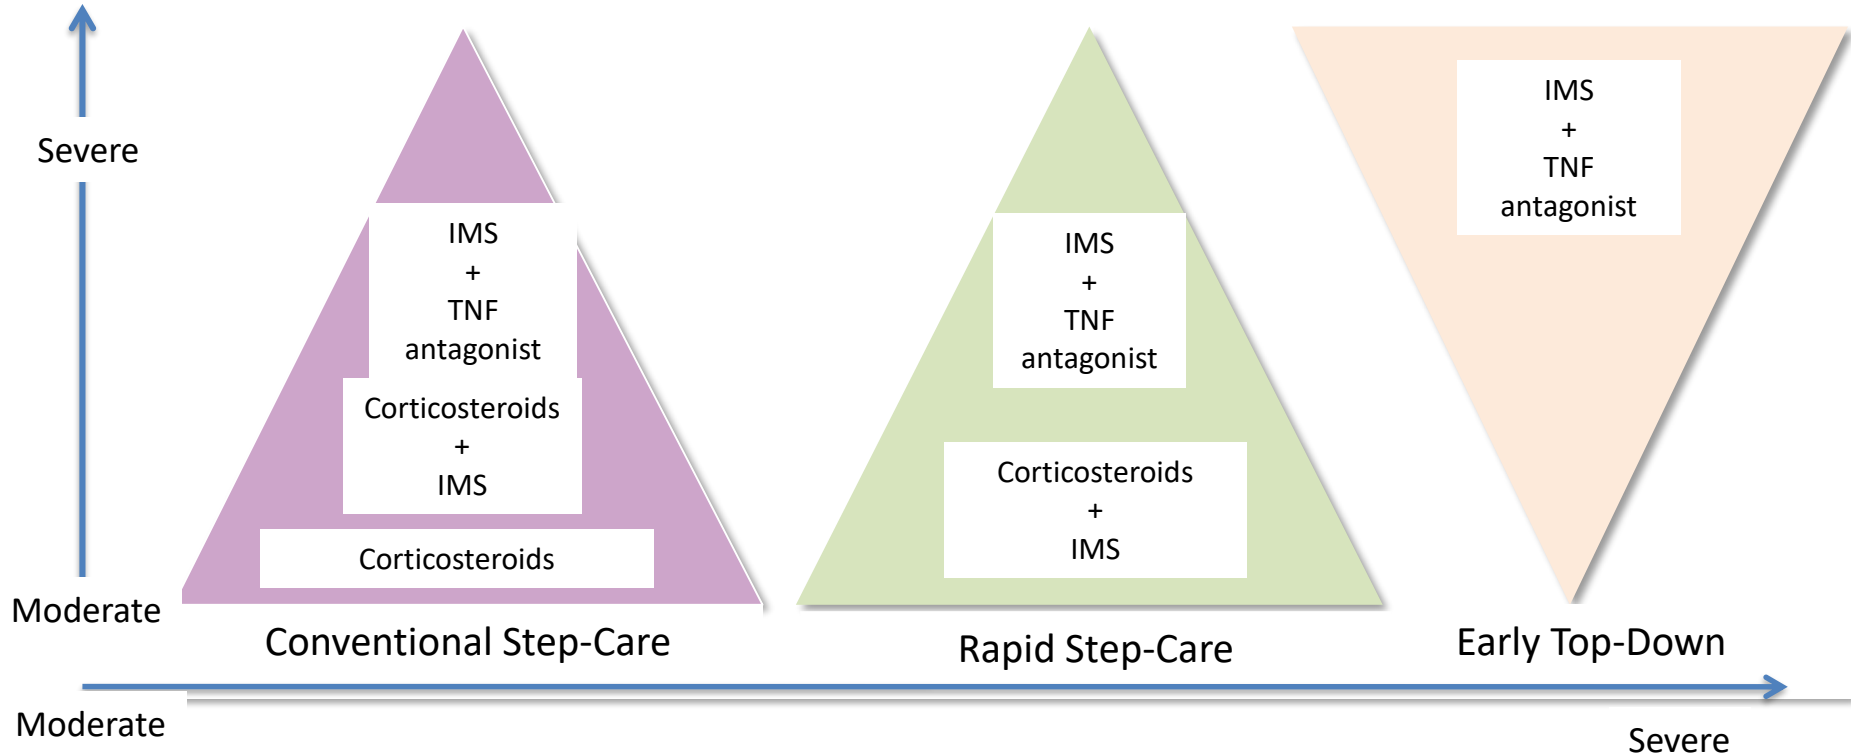 Severe
Moderate
IMS
+
TNF
antagonist
Corticosteroids
+
IMS
Corticosteroids
Conventional Step-Care
IMS
+
TNF
antagonist
Corticosteroids
+
IMS
Rapid Step-Care
IMS
+
TNF
antagonist
Early Top-Down
Moderate
Severe